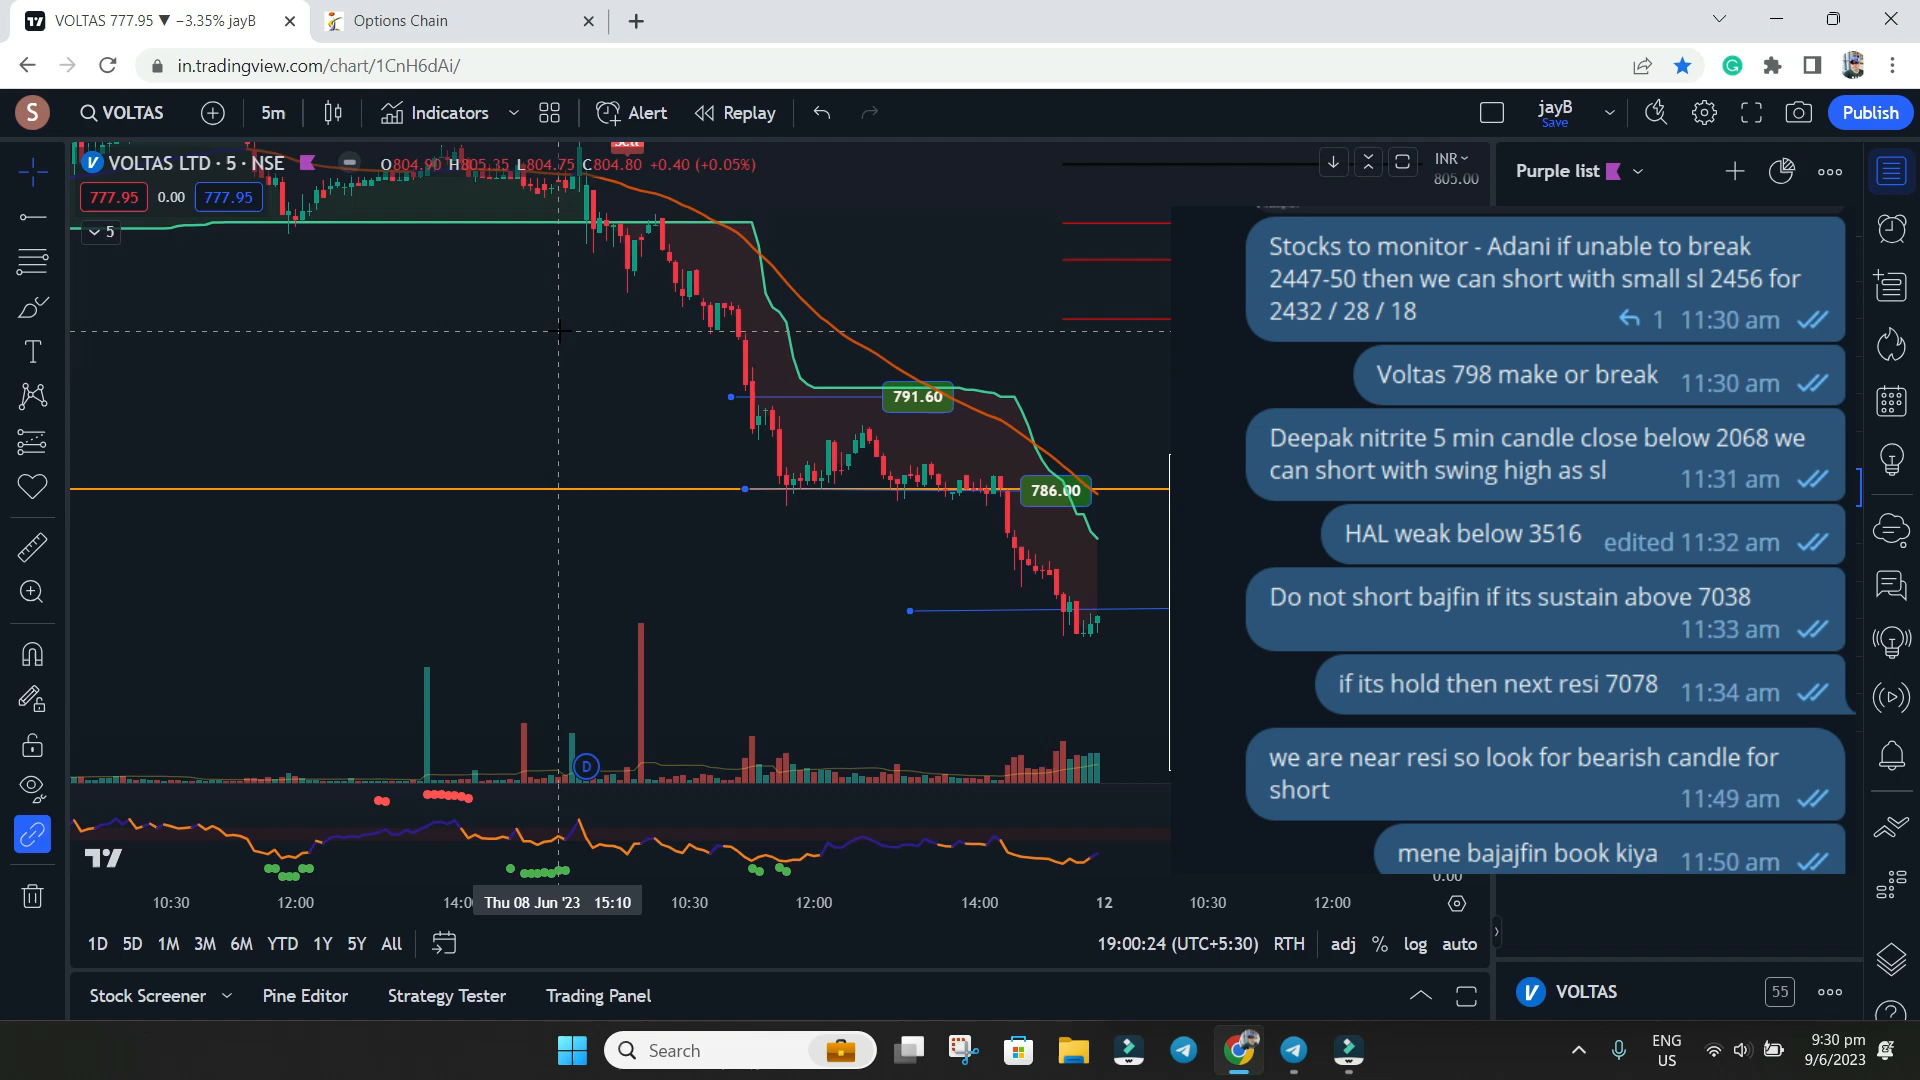 VOLTAS 777.95 ▼ −3.35% jayB
Options Chain
in.tradingview.com/chart/1CnH6dAi/
S
VOLTAS
5m
Indicators
Alert
Replay
jayB
Save
Publish
VOLTAS LTD · 5 · NSE
O804.90 H805.35 L804.75 C804.80 +0.40 (+0.05%)
Sell
INR
805.00
777.95
0.00
777.95
5
791.60
786.00
D
Purple list
Stocks to monitor - Adani if unable to break
2447-50 then we can short with small sl 2456 for
2432 / 28 / 18
1 11:30 am
Voltas 798 make or break 11:30 am
Deepak nitrite 5 min candle close below 2068 we
can short with swing high as sl 11:31 am
HAL weak below 3516 edited 11:32 am
Do not short bajfin if its sustain above 7038
11:33 am
if its hold then next resi 7078 11:34 am
we are near resi so look for bearish candle for
short 11:49 am
mene bajajfin book kiya 11:50 am
0.00
10:30 12:00 14:00 Thu 08 Jun '23 15:10 10:30 12:00 14:00 12 10:30 12:00
1D 5D 1M 3M 6M YTD 1Y 5Y All
19:00:24 (UTC+5:30) RTH adj % log auto
Stock Screener Pine Editor Strategy Tester Trading Panel
VOLTAS
55
Search
ENG
US
9:30 pm
9/6/2023